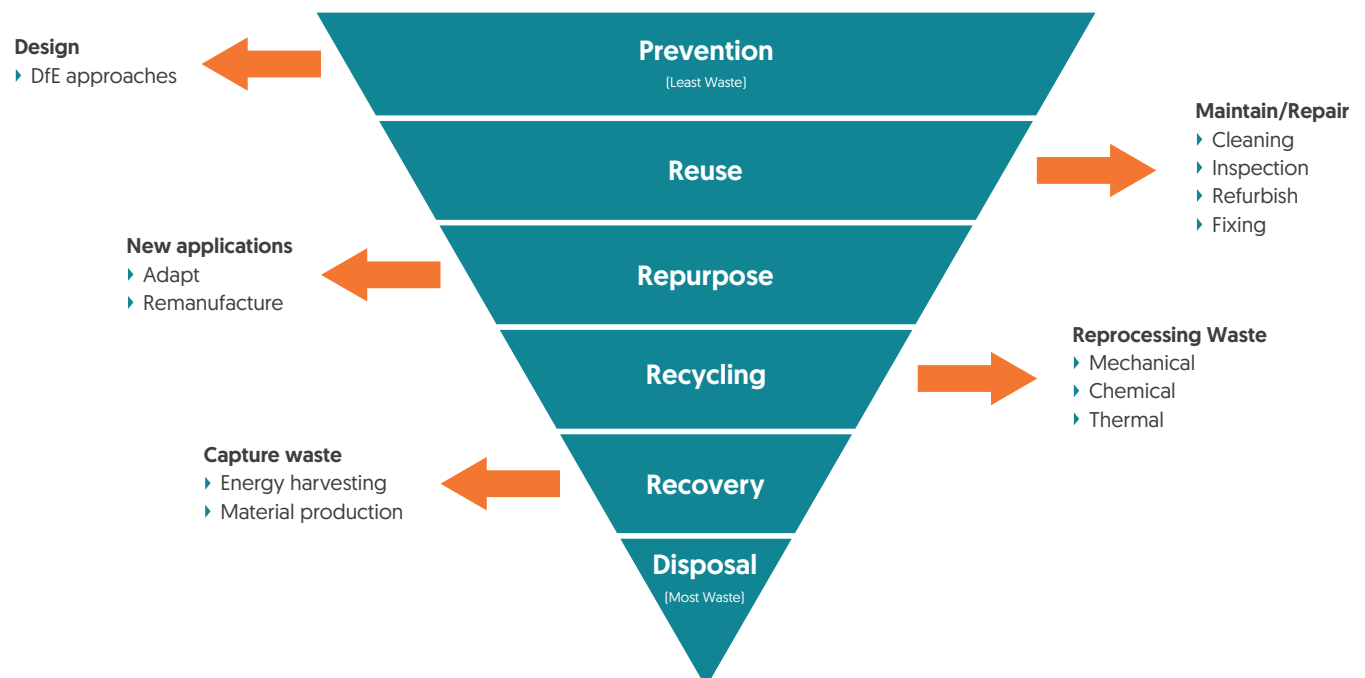 Design
DfE approaches
Prevention
(Least Waste)
Maintain/Repair
Cleaning
Inspection
Refurbish
Fixing
Reuse
New applications
Adapt
Remanufacture
Repurpose
Reprocessing Waste
Mechanical
Chemical
Thermal
Recycling
Capture waste
Energy harvesting
Material production
Recovery
Disposal
(Most Waste)